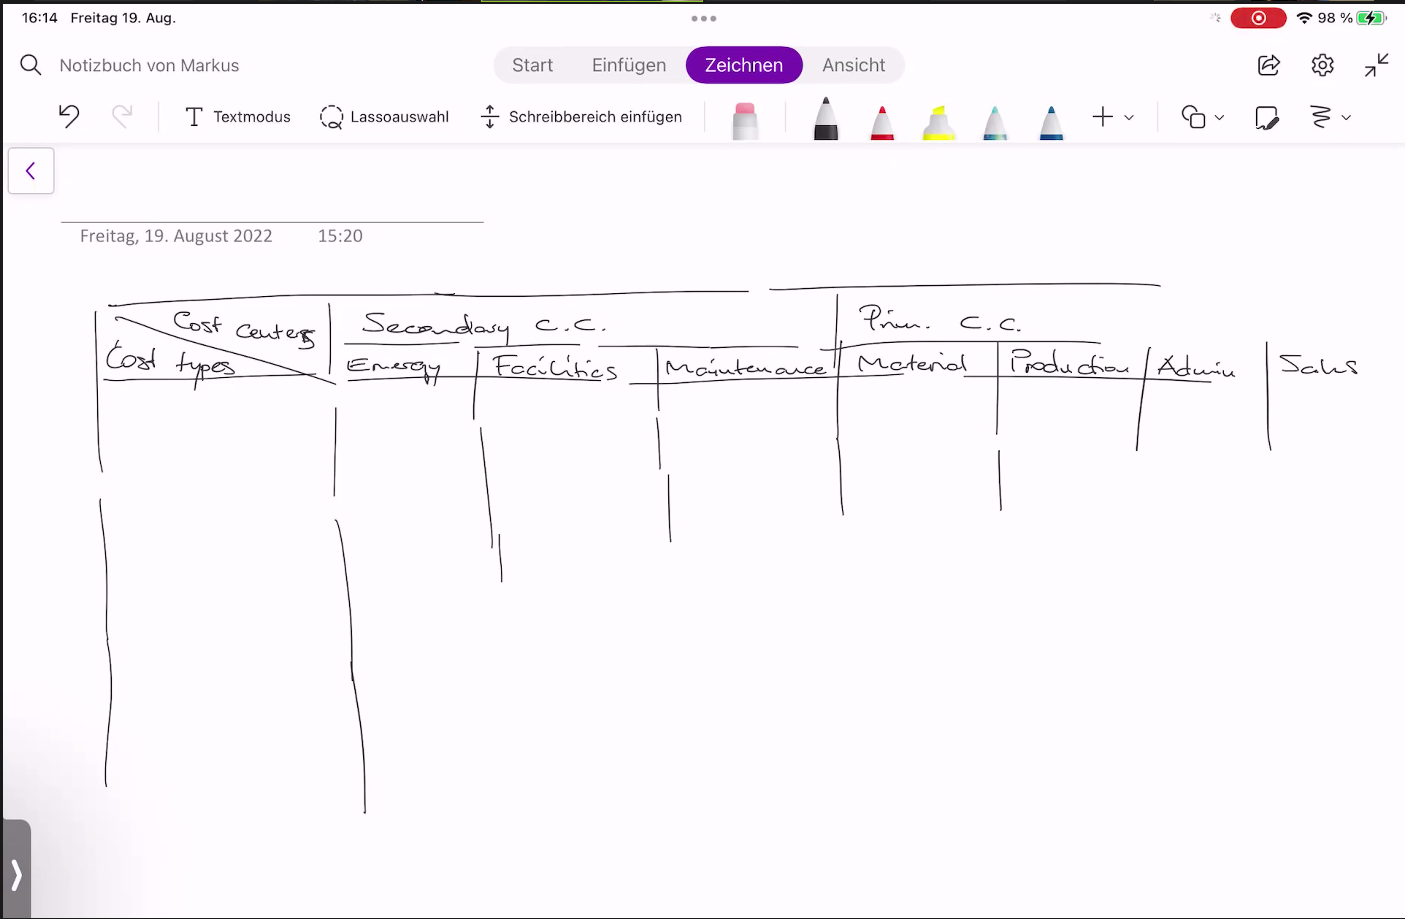 16:14 Freitag 19. Aug.
98 %
Notizbuch von Markus
Start Einfügen Zeichnen Ansicht
Textmodus Lassoauswahl Schreibbereich einfügen
Freitag, 19. August 2022 15:20
Cost Centers Secondary C.C. Prim. C.C.
Cost types Energy Facilities Maintenance Material Production Admin Sales